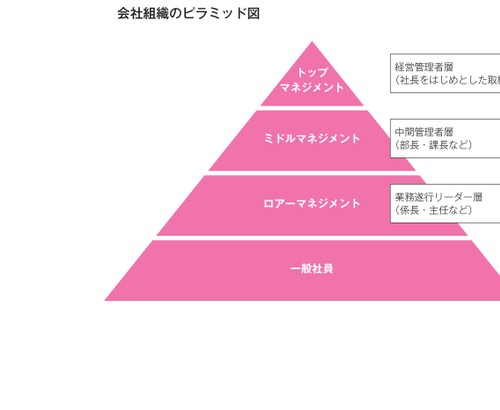 会社組織のピラミッド図
トップ
マネジメント
経営管理者層
（社長をはじめとした取
ミドルマネジメント
中間管理者層
（部長・課長など）
ロアーマネジメント
業務遂行リーダー層
（係長・主任など）
一般社員